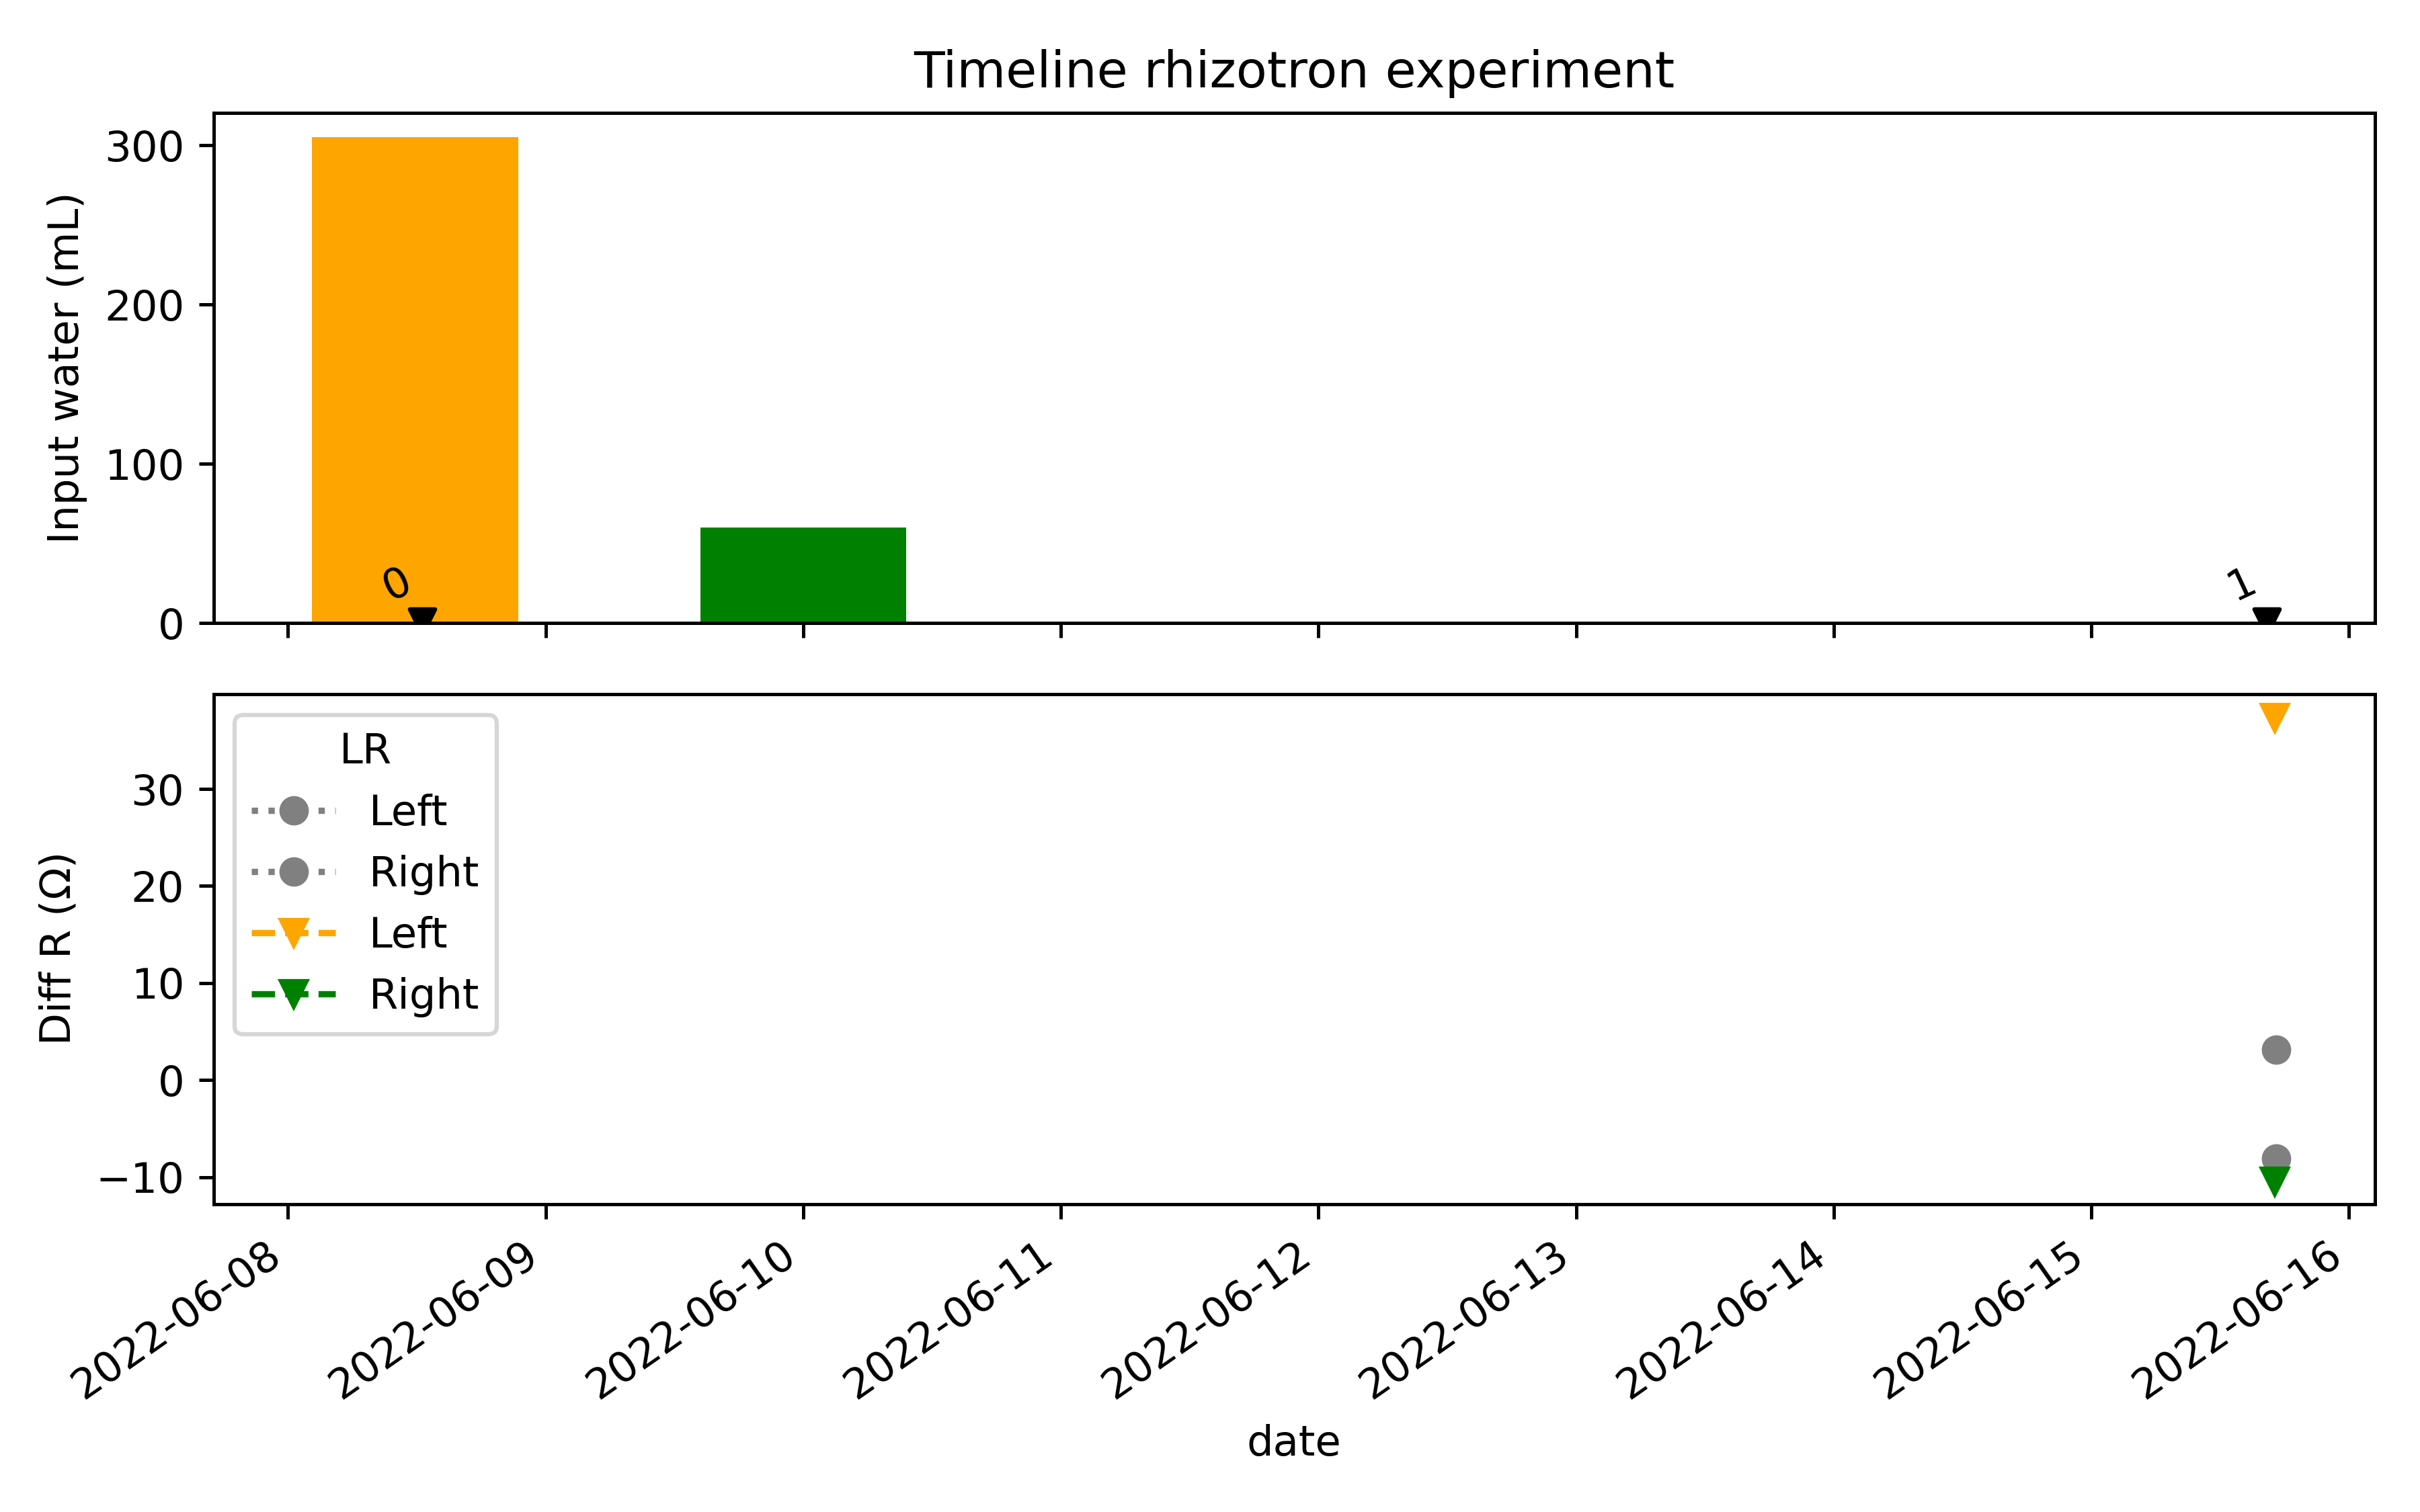 Timeline rhizotron experiment
Input water (mL)
300
200
100
0
0
1
Diff R (Ω)
30
20
10
0
−10
LR
Left
Right
Left
Right
2022-06-08
2022-06-09
2022-06-10
2022-06-11
2022-06-12
2022-06-13
2022-06-14
2022-06-15
2022-06-16
date